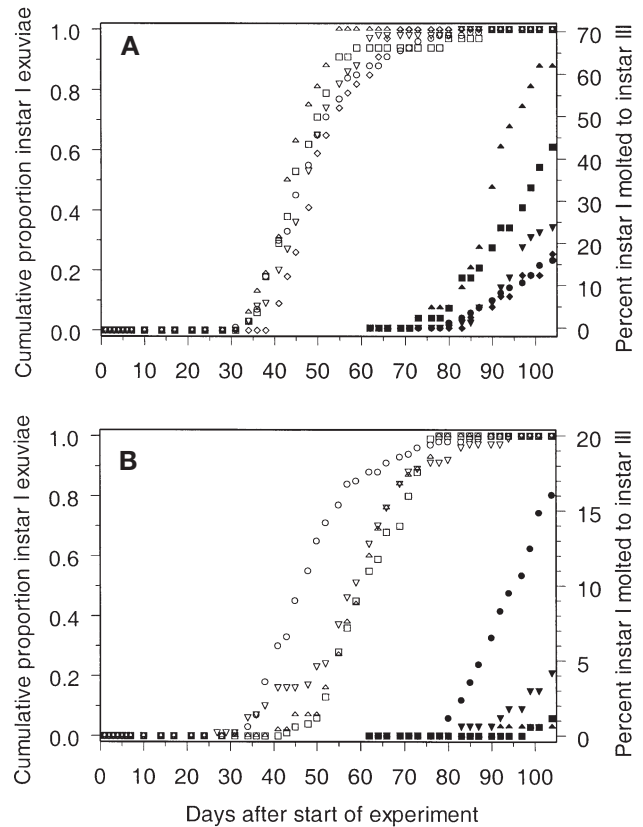 A
Cumulative proportion instar I exuviae
1.0
0.8
0.6
0.4
0.2
0.0
Percent instar I molted to instar III
70
60
50
40
30
20
10
0
0 10 20 30 40 50 60 70 80 90 100
B
Cumulative proportion instar I exuviae
1.0
0.8
0.6
0.4
0.2
0.0
Percent instar I molted to instar III
20
15
10
5
0
0 10 20 30 40 50 60 70 80 90 100
Days after start of experiment